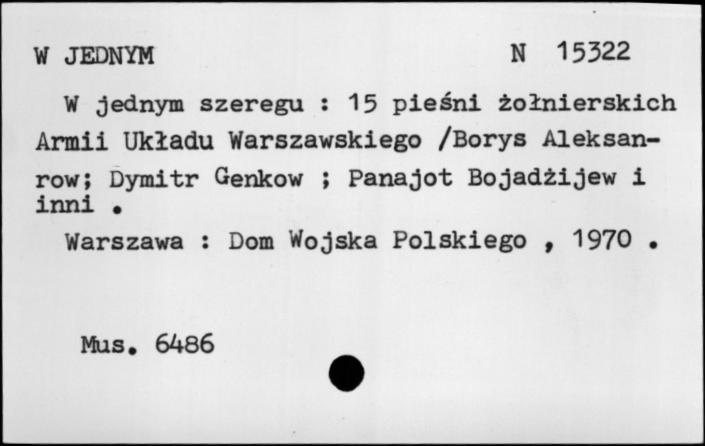 W JEDNYM N 15322
W jednym szeregu : 15 pieśni żołnierskich
Armii Układu Warszawskiego /Borys Aleksan-
row; Dymitr Genkow ; Panajot Bojadżijew i
inni .
Warszawa : Dom Wojska Polskiego , 1970 .
Mus. 6486